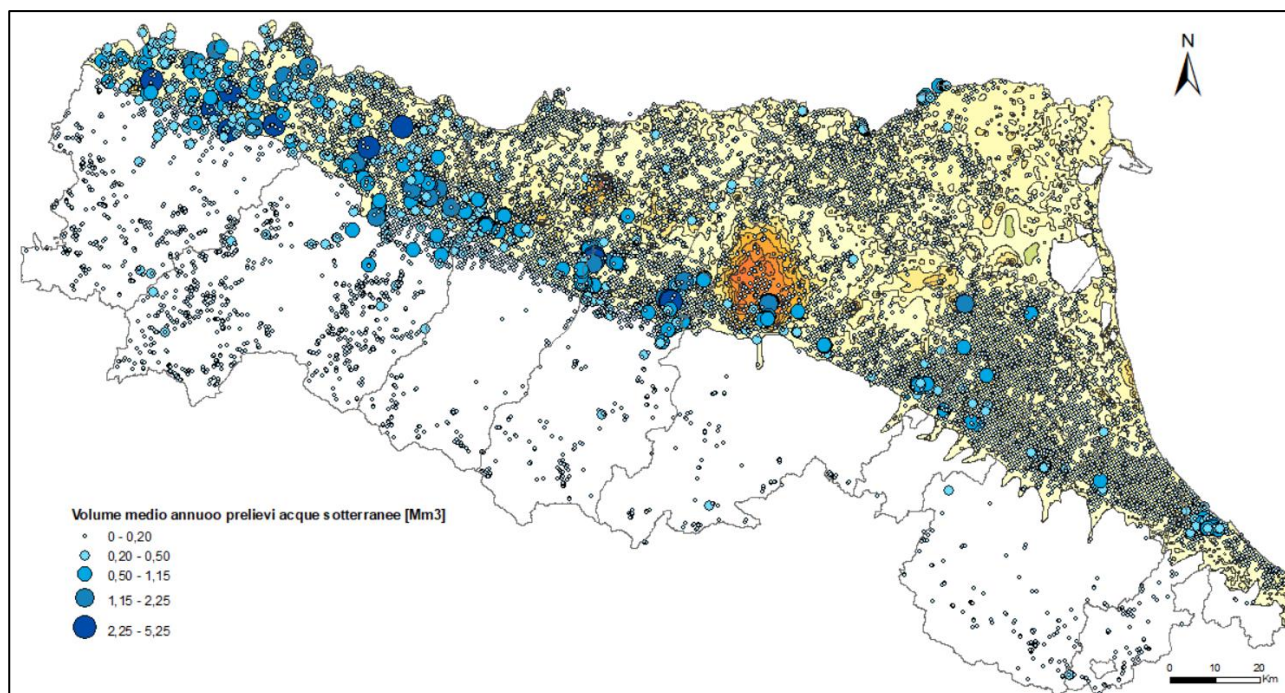 N
Volume medio annuoo prelievi acque sotterranee [Mm3]
0 - 0,20
0,20 - 0,50
0,50 - 1,15
1,15 - 2,25
2,25 - 5,25
0 10 20
Km